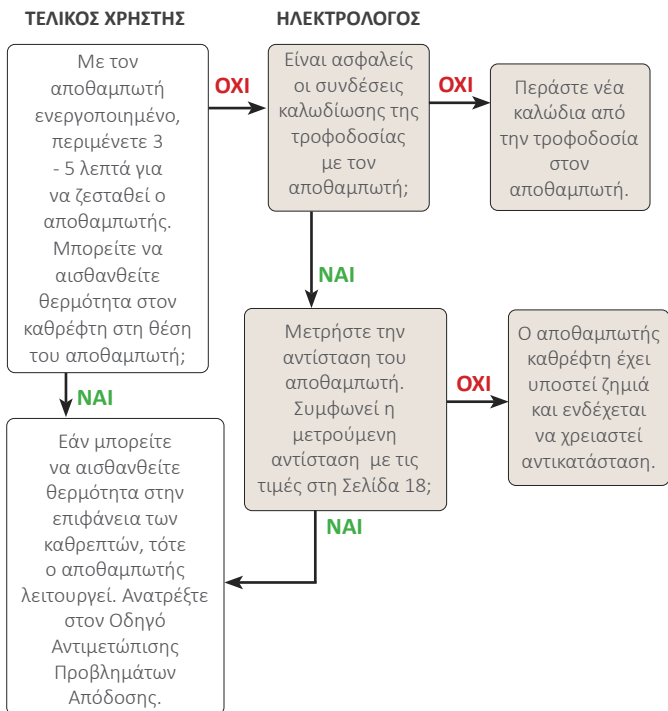 ΤΕΛΙΚΟΣ ΧΡΗΣΤΗΣ
Με τον
αποθαμπωτή
ενεργοποιημένο,
περιμένετε 3
- 5 λεπτά για
να ζεσταθεί ο
αποθαμπωτής.
Μπορείτε να
αισθανθείτε
θερμότητα στον
καθρέφτη στη θέση
του αποθαμπωτή;
ΟΧΙ
ΝΑΙ
Εάν μπορείτε
να αισθανθείτε
θερμότητα στην
επιφάνεια των
καθρεπτών, τότε
ο αποθαμπωτής
λειτουργεί. Ανατρέξτε
στον Οδηγό
Αντιμετώπισης
Προβλημάτων
Απόδοσης.
ΗΛΕΚΤΡΟΛΟΓΟΣ
Είναι ασφαλείς
οι συνδέσεις
καλωδίωσης της
τροφοδοσίας
με τον
αποθαμπωτή;
ΟΧΙ
Περάστε νέα
καλώδια από
την τροφοδοσία
στον
αποθαμπωτή.
ΝΑΙ
Μετρήστε την
αντίσταση του
αποθαμπωτή.
Συμφωνεί η
μετρούμενη
αντίσταση με τις
τιμές στη Σελίδα 18;
ΟΧΙ
Ο αποθαμπωτής
καθρέφτη έχει
υποστεί ζημιά
και ενδέχεται
να χρειαστεί
αντικατάσταση.
ΝΑΙ